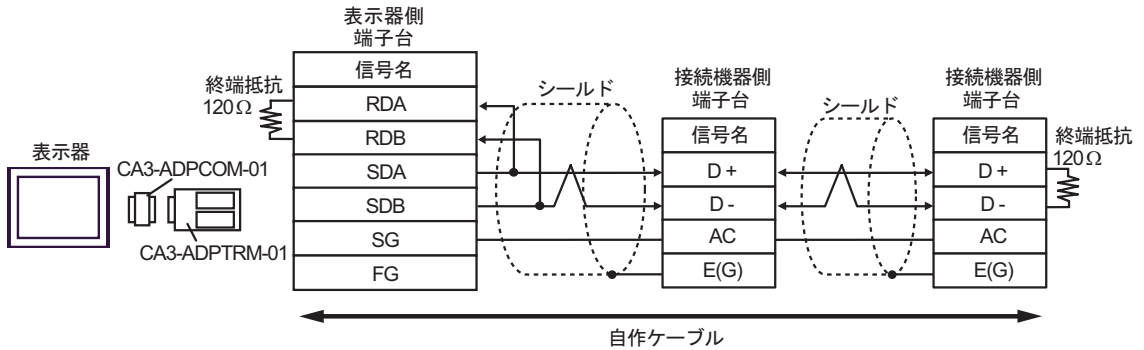 表示器側
端子台
信号名
RDA
RDB
SDA
SDB
SG
FG
終端抵抗
120Ω
表示器
CA3-ADPCOM-01
CA3-ADPTRM-01
シールド
接続機器側
端子台
信号名
D +
D -
AC
E(G)
シールド
接続機器側
端子台
信号名
D +
D -
AC
E(G)
終端抵抗
120Ω
自作ケーブル